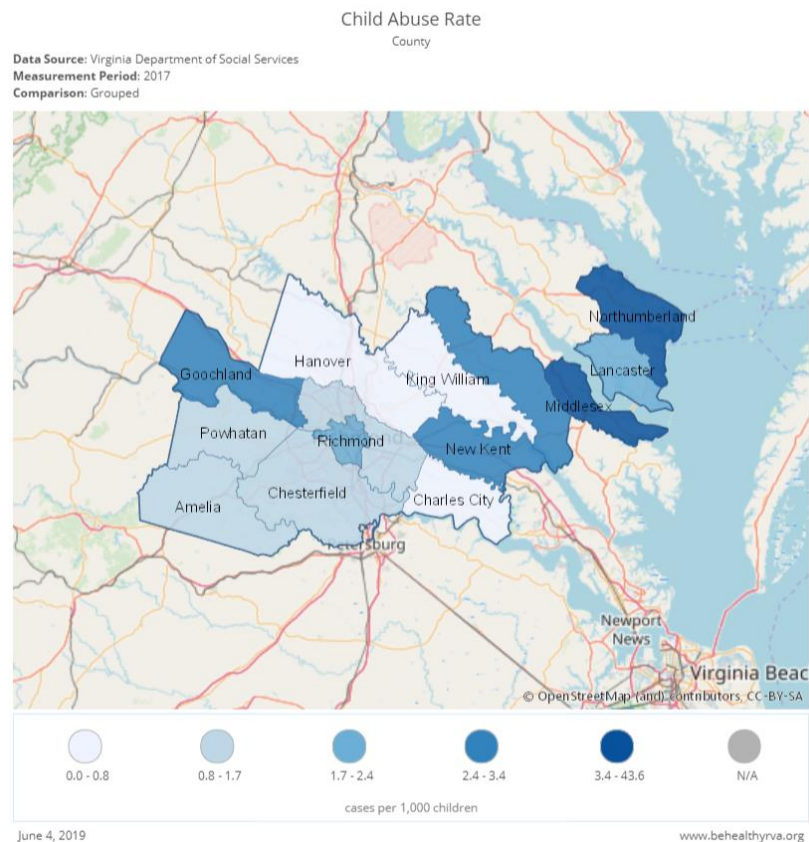 Child Abuse Rate
County
Data Source: Virginia Department of Social Services
Measurement Period: 2017
Comparison: Grouped
Northumberland
Hanover
Goochland
King William
Lancaster
Middlesex
Powhatan
Richmond
New Kent
Chesterfield
Charles City
Amelia
Petersburg
Newport
News
Virginia Beac
© OpenStreetMap (and) contributors, CC-BY-SA
0.0 - 0.8
0.8 - 1.7
1.7 - 2.4
2.4 - 3.4
3.4 - 43.6
N/A
cases per 1,000 children
June 4, 2019
www.behealthyrva.org